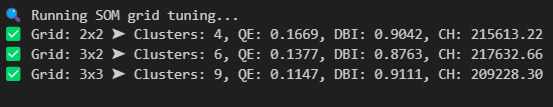 🔍 Running SOM grid tuning...
✅ Grid: 2x2 ➤ Clusters: 4, QE: 0.1669, DBI: 0.9042, CH: 215613.22
✅ Grid: 3x2 ➤ Clusters: 6, QE: 0.1377, DBI: 0.8763, CH: 217632.66
✅ Grid: 3x3 ➤ Clusters: 9, QE: 0.1147, DBI: 0.9111, CH: 209228.30